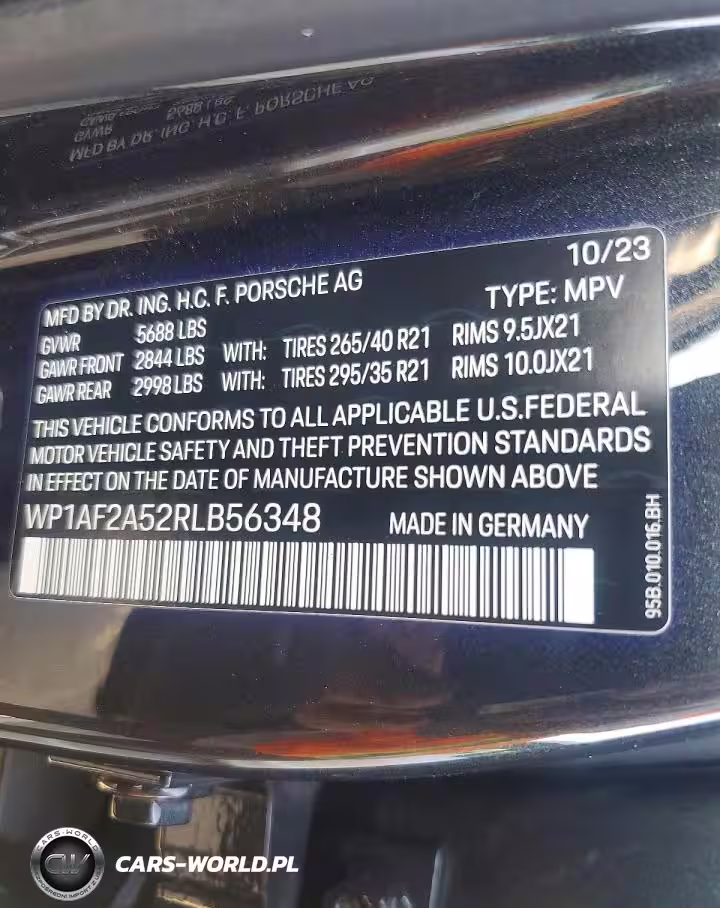 10/23
MFD BY DR. ING. H.C. F. PORSCHE AG TYPE: MPV
GVWR 5688 LBS
GAWR FRONT 2844 LBS WITH: TIRES 265/40 R21 RIMS 9.5JX21
GAWR REAR 2998 LBS WITH: TIRES 295/35 R21 RIMS 10.0JX21
THIS VEHICLE CONFORMS TO ALL APPLICABLE U.S.FEDERAL
MOTOR VEHICLE SAFETY AND THEFT PREVENTION STANDARDS
IN EFFECT ON THE DATE OF MANUFACTURE SHOWN ABOVE
WP1AF2A52RLB56348 MADE IN GERMANY
95B.010.016.BH
CARS-WORLD
CW
CARS-WORLD.PL